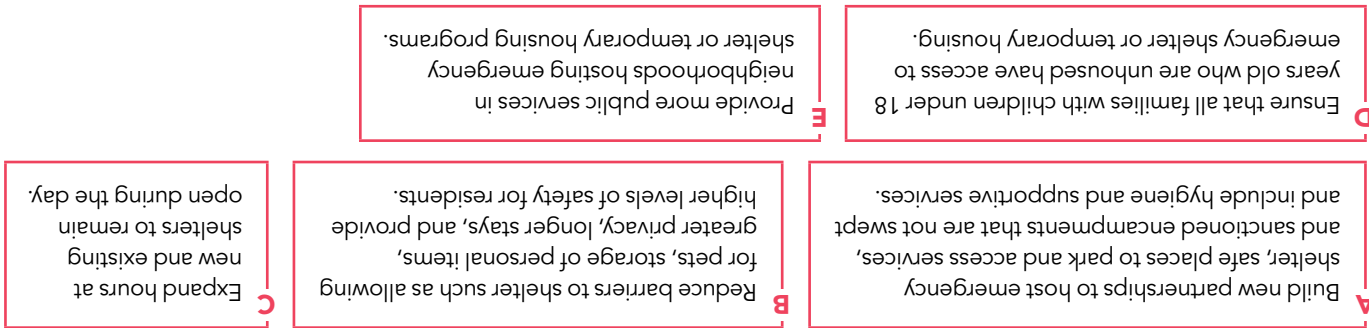 A
Build new partnerships to host emergency
shelter, safe places to park and access services,
and sanctioned encampments that are not swept
and include hygiene and supportive services.
B
Reduce barriers to shelter such as allowing
for pets, storage of personal items,
greater privacy, longer stays, and provide
higher levels of safety for residents.
C
Expand hours at
new and existing
shelters to remain
open during the day.
D
Ensure that all families with children under 18
years old who are unhoused have access to
emergency shelter or temporary housing.
E
Provide more public services in
neighborhoods hosting emergency
shelter or temporary housing programs.